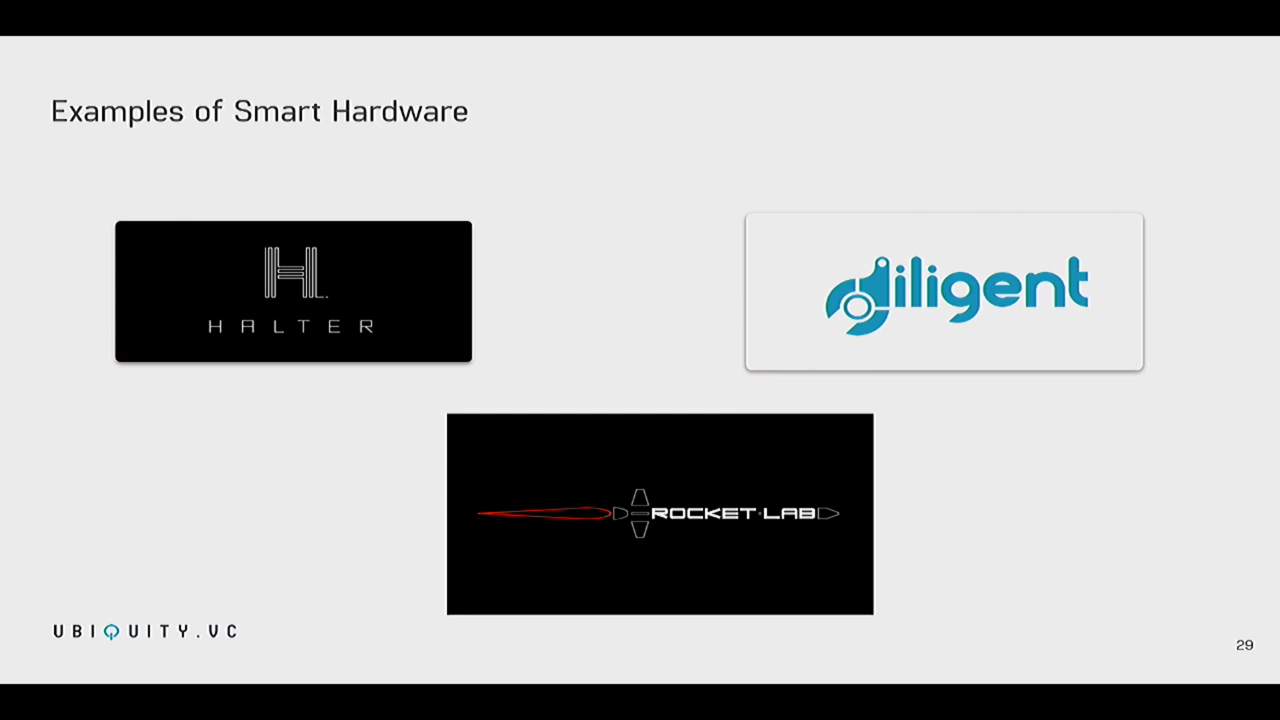 Examples of Smart Hardware
H.
HALTER
diligent
ROCKET·LAB
UBIQUITY.VC
29